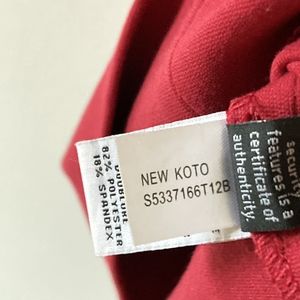 NEW KOTO
S5337166T12B
82% POLYESTER
18% SPANDEX
security
features is a
certificate of
authenticity.